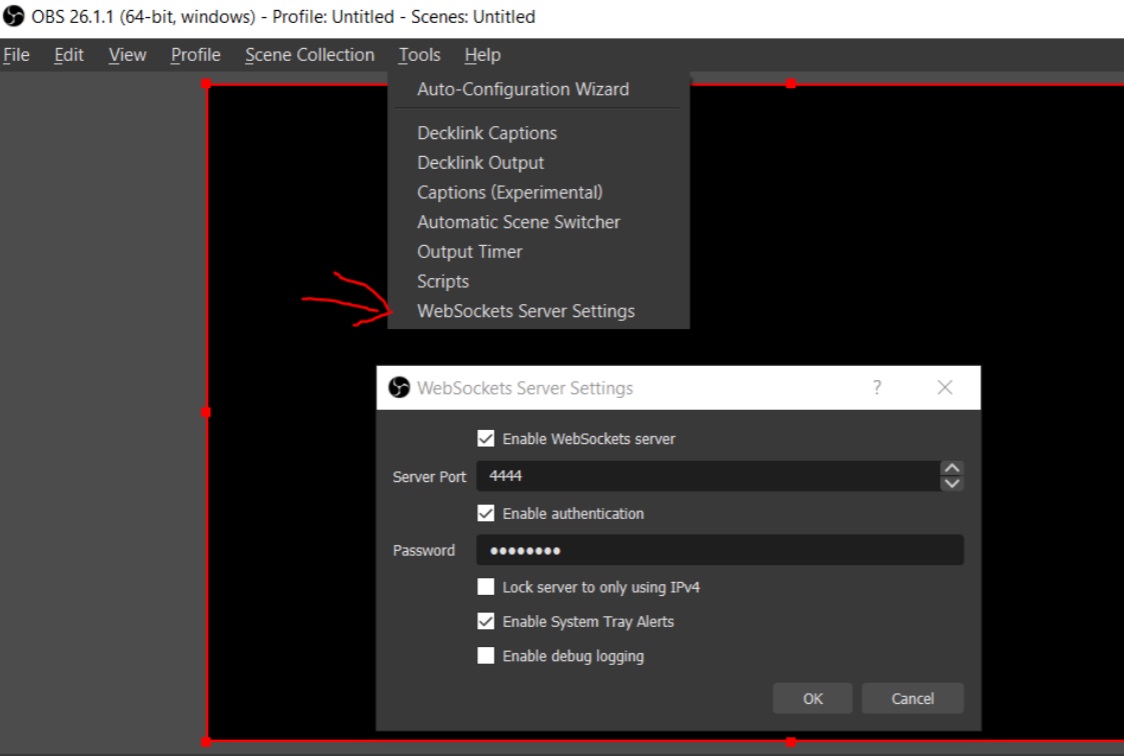 OBS 26.1.1 (64-bit, windows) - Profile: Untitled - Scenes: Untitled
File Edit View Profile Scene Collection Tools Help
Auto-Configuration Wizard
Decklink Captions
Decklink Output
Captions (Experimental)
Automatic Scene Switcher
Output Timer
Scripts
WebSockets Server Settings
WebSockets Server Settings ?
Enable WebSockets server
Server Port 4444
Enable authentication
Password ●●●●●●●●
Lock server to only using IPv4
Enable System Tray Alerts
Enable debug logging
OK Cancel